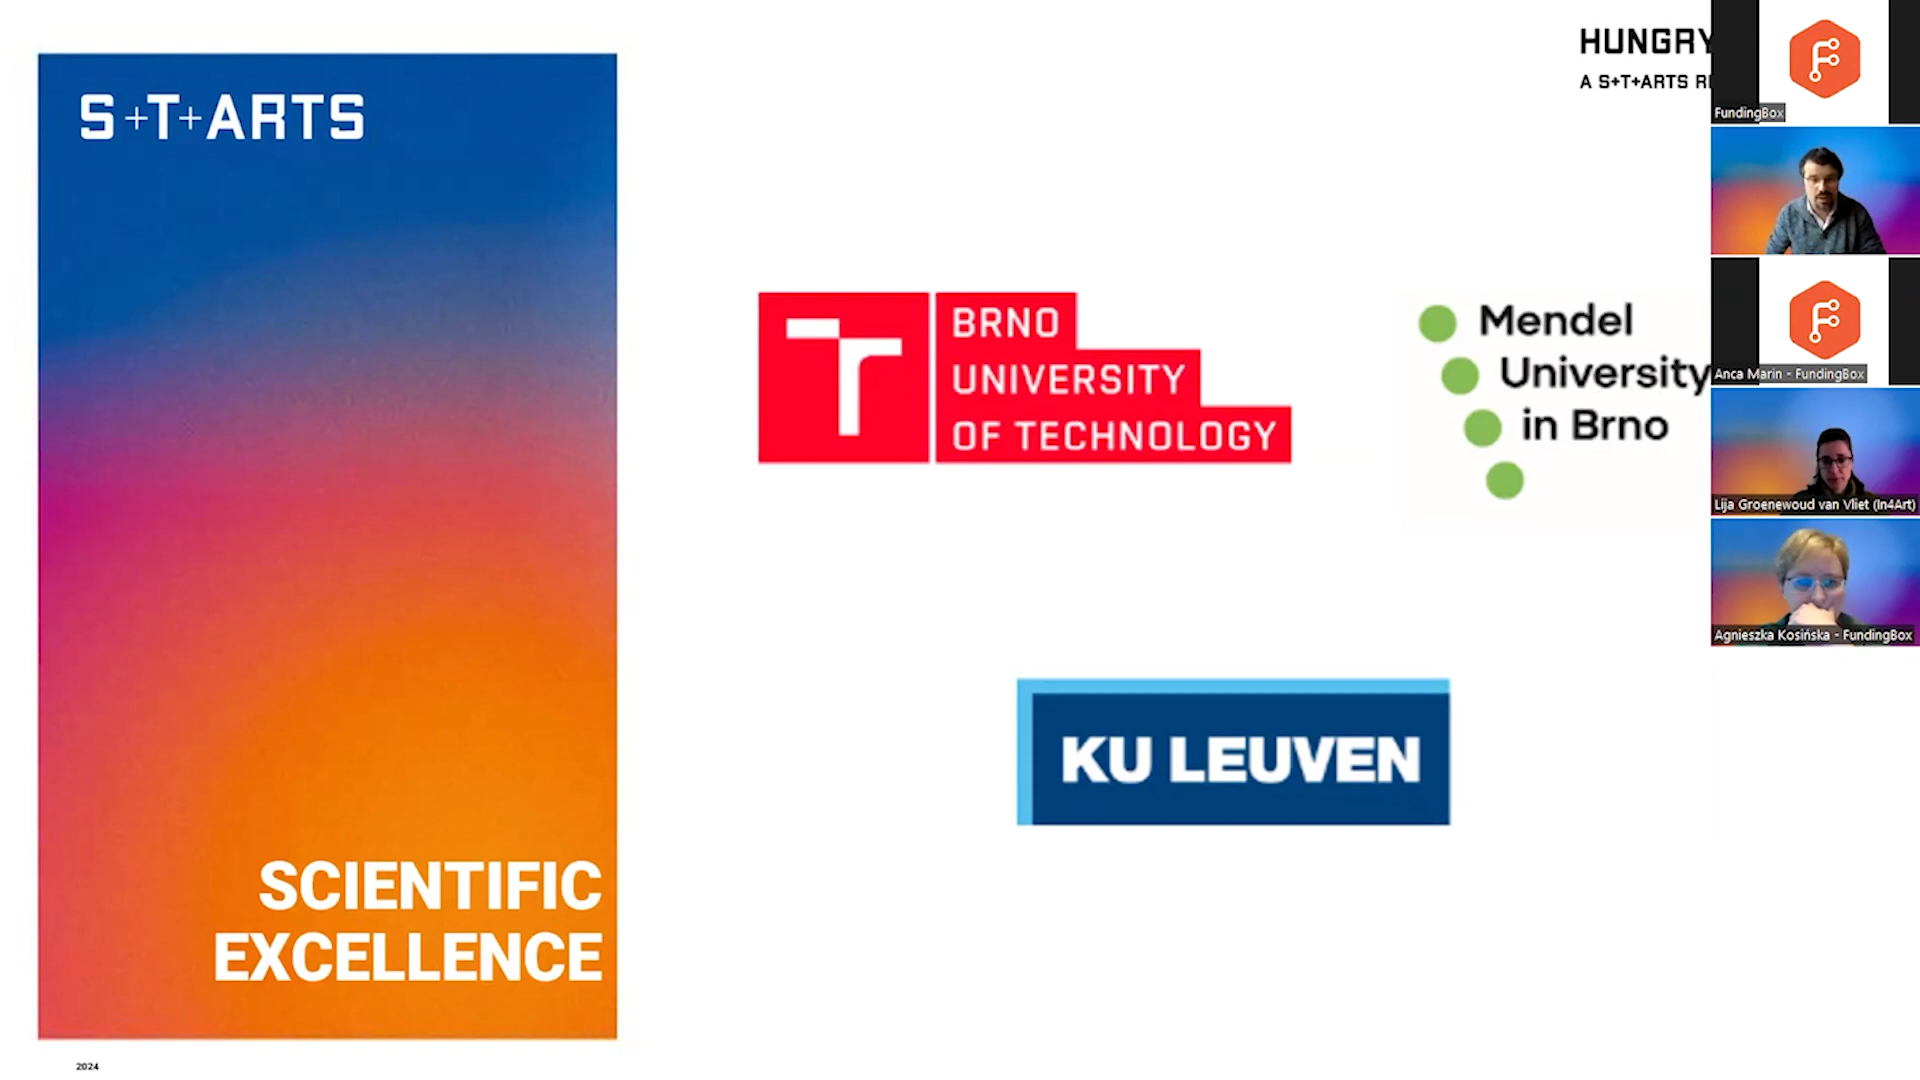 S+T+ARTS
SCIENTIFIC
EXCELLENCE
2024
HUNGRY
A S+T+ARTS
BRNO
UNIVERSITY
OF TECHNOLOGY
Mendel
University
in Brno
KU LEUVEN
FundingBox
Anca Marin - FundingBox
Lija Groenewoud van Vliet (In4Art)
Agnieszka Kosińska - FundingBox